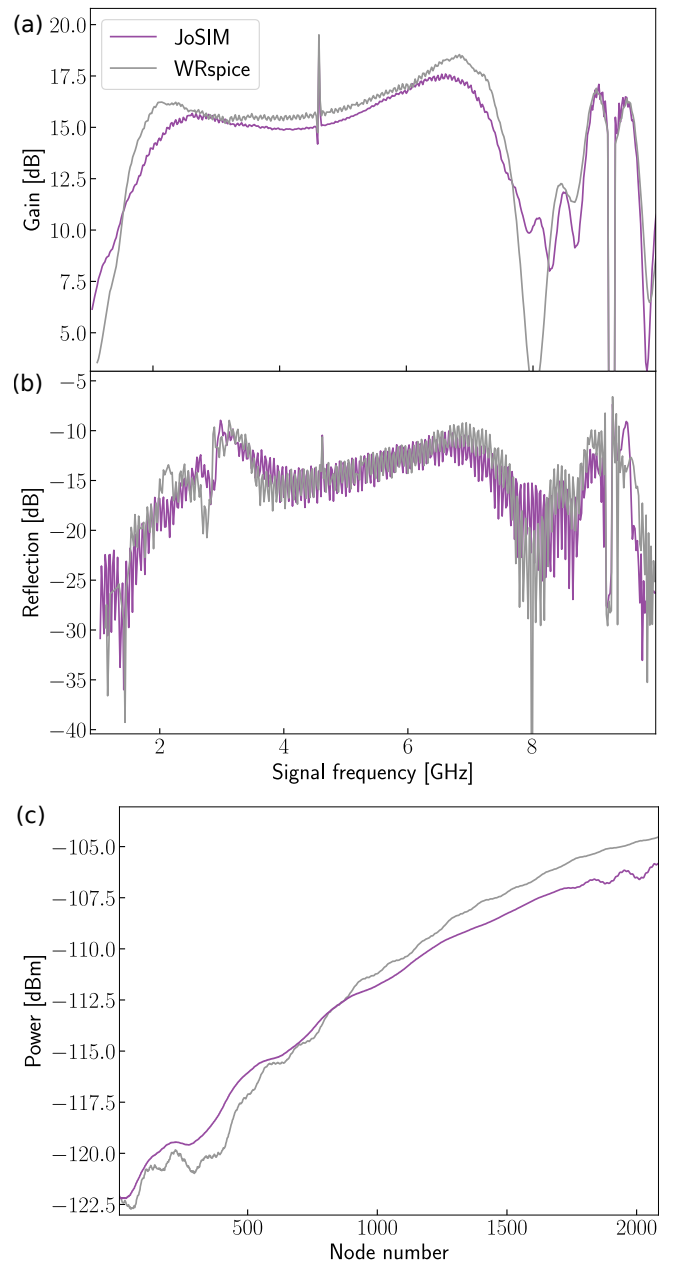 (a)
20.0
17.5
15.0
12.5
10.0
7.5
5.0
Gain [dB]
JoSIM
WRspice
(b)
−5
−10
−15
−20
−25
−30
−35
−40
Reflection [dB]
2 4 6 8
Signal frequency [GHz]
(c)
−105.0
−107.5
−110.0
−112.5
−115.0
−117.5
−120.0
−122.5
Power [dBm]
500 1000 1500 2000
Node number